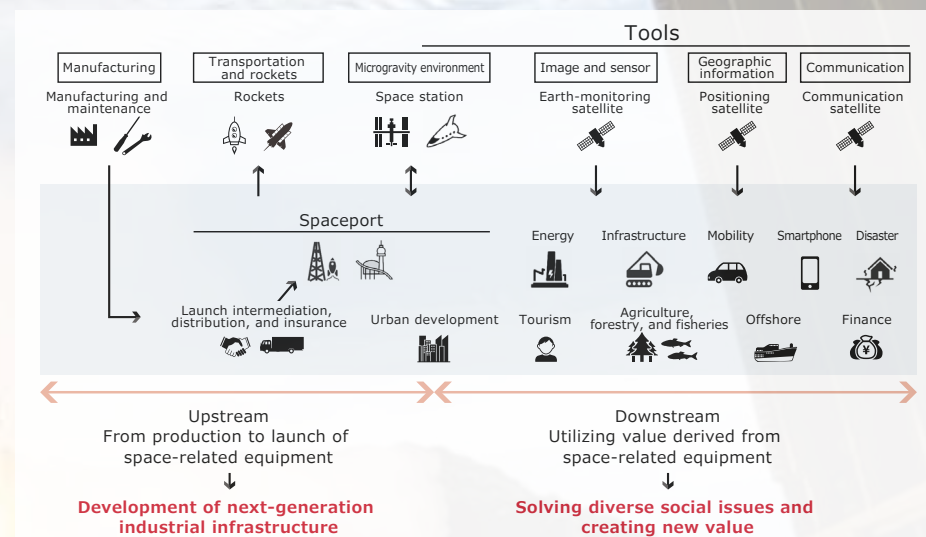 Tools
Manufacturing
Transportation
and rockets
Microgravity environment
Image and sensor
Geographic
information
Communication
Manufacturing and
maintenance
Rockets
Space station
Earth-monitoring
satellite
Positioning
satellite
Communication
satellite
Spaceport
Energy
Infrastructure
Mobility
Smartphone
Disaster
Launch intermediation,
distribution, and insurance
Urban development
Tourism
Agriculture,
forestry, and fisheries
Offshore
Finance
¥
Upstream
From production to launch of
space-related equipment
Development of next-generation
industrial infrastructure
Downstream
Utilizing value derived from
space-related equipment
Solving diverse social issues and
creating new value